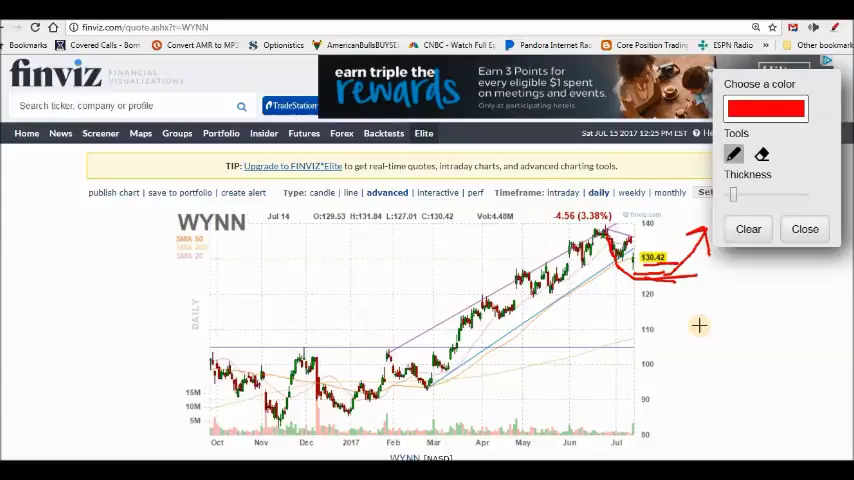 finviz.com/quote.ashx?t=WYNN
Bookmarks Covered Calls - Born Convert AMR to MP3 Optionistics AmericanBullsBUYSEL CNBC - Watch Full Ep Pandora Internet Rad Core Position Trading ESPN Radio » Other bookmarks
finviz FINANCIAL VISUALIZATIONS
earn triple the rewards
Earn 3 Points for every eligible $1 spent on meetings and events.
Only at participating hotels.
Search ticker, company or profile
TradeStation
Choose a color
Tools
Thickness
Clear Close
Home News Screener Maps Groups Portfolio Insider Futures Forex Backtests Elite
SAT JUL 15 2017 12:25 PM EST
TIP: Upgrade to FINVIZ*Elite to get real-time quotes, intraday charts, and advanced charting tools.
publish chart | save to portfolio | create alert Type: candle | line | advanced | interactive | perf Timeframe: intraday | daily | weekly | monthly
WYNN Jul 14 O:129.53 H:131.84 L:127.01 C:130.42 Vol:4.48M -4.56 (3.38%) © finviz.com
SMA 50
SMA 200
SMA 20
DAILY
140
130.42
120
110
100
90
80
15M
10M
5M
Oct Nov Dec 2017 Feb Mar Apr May Jun Jul
WYNN [NASD]